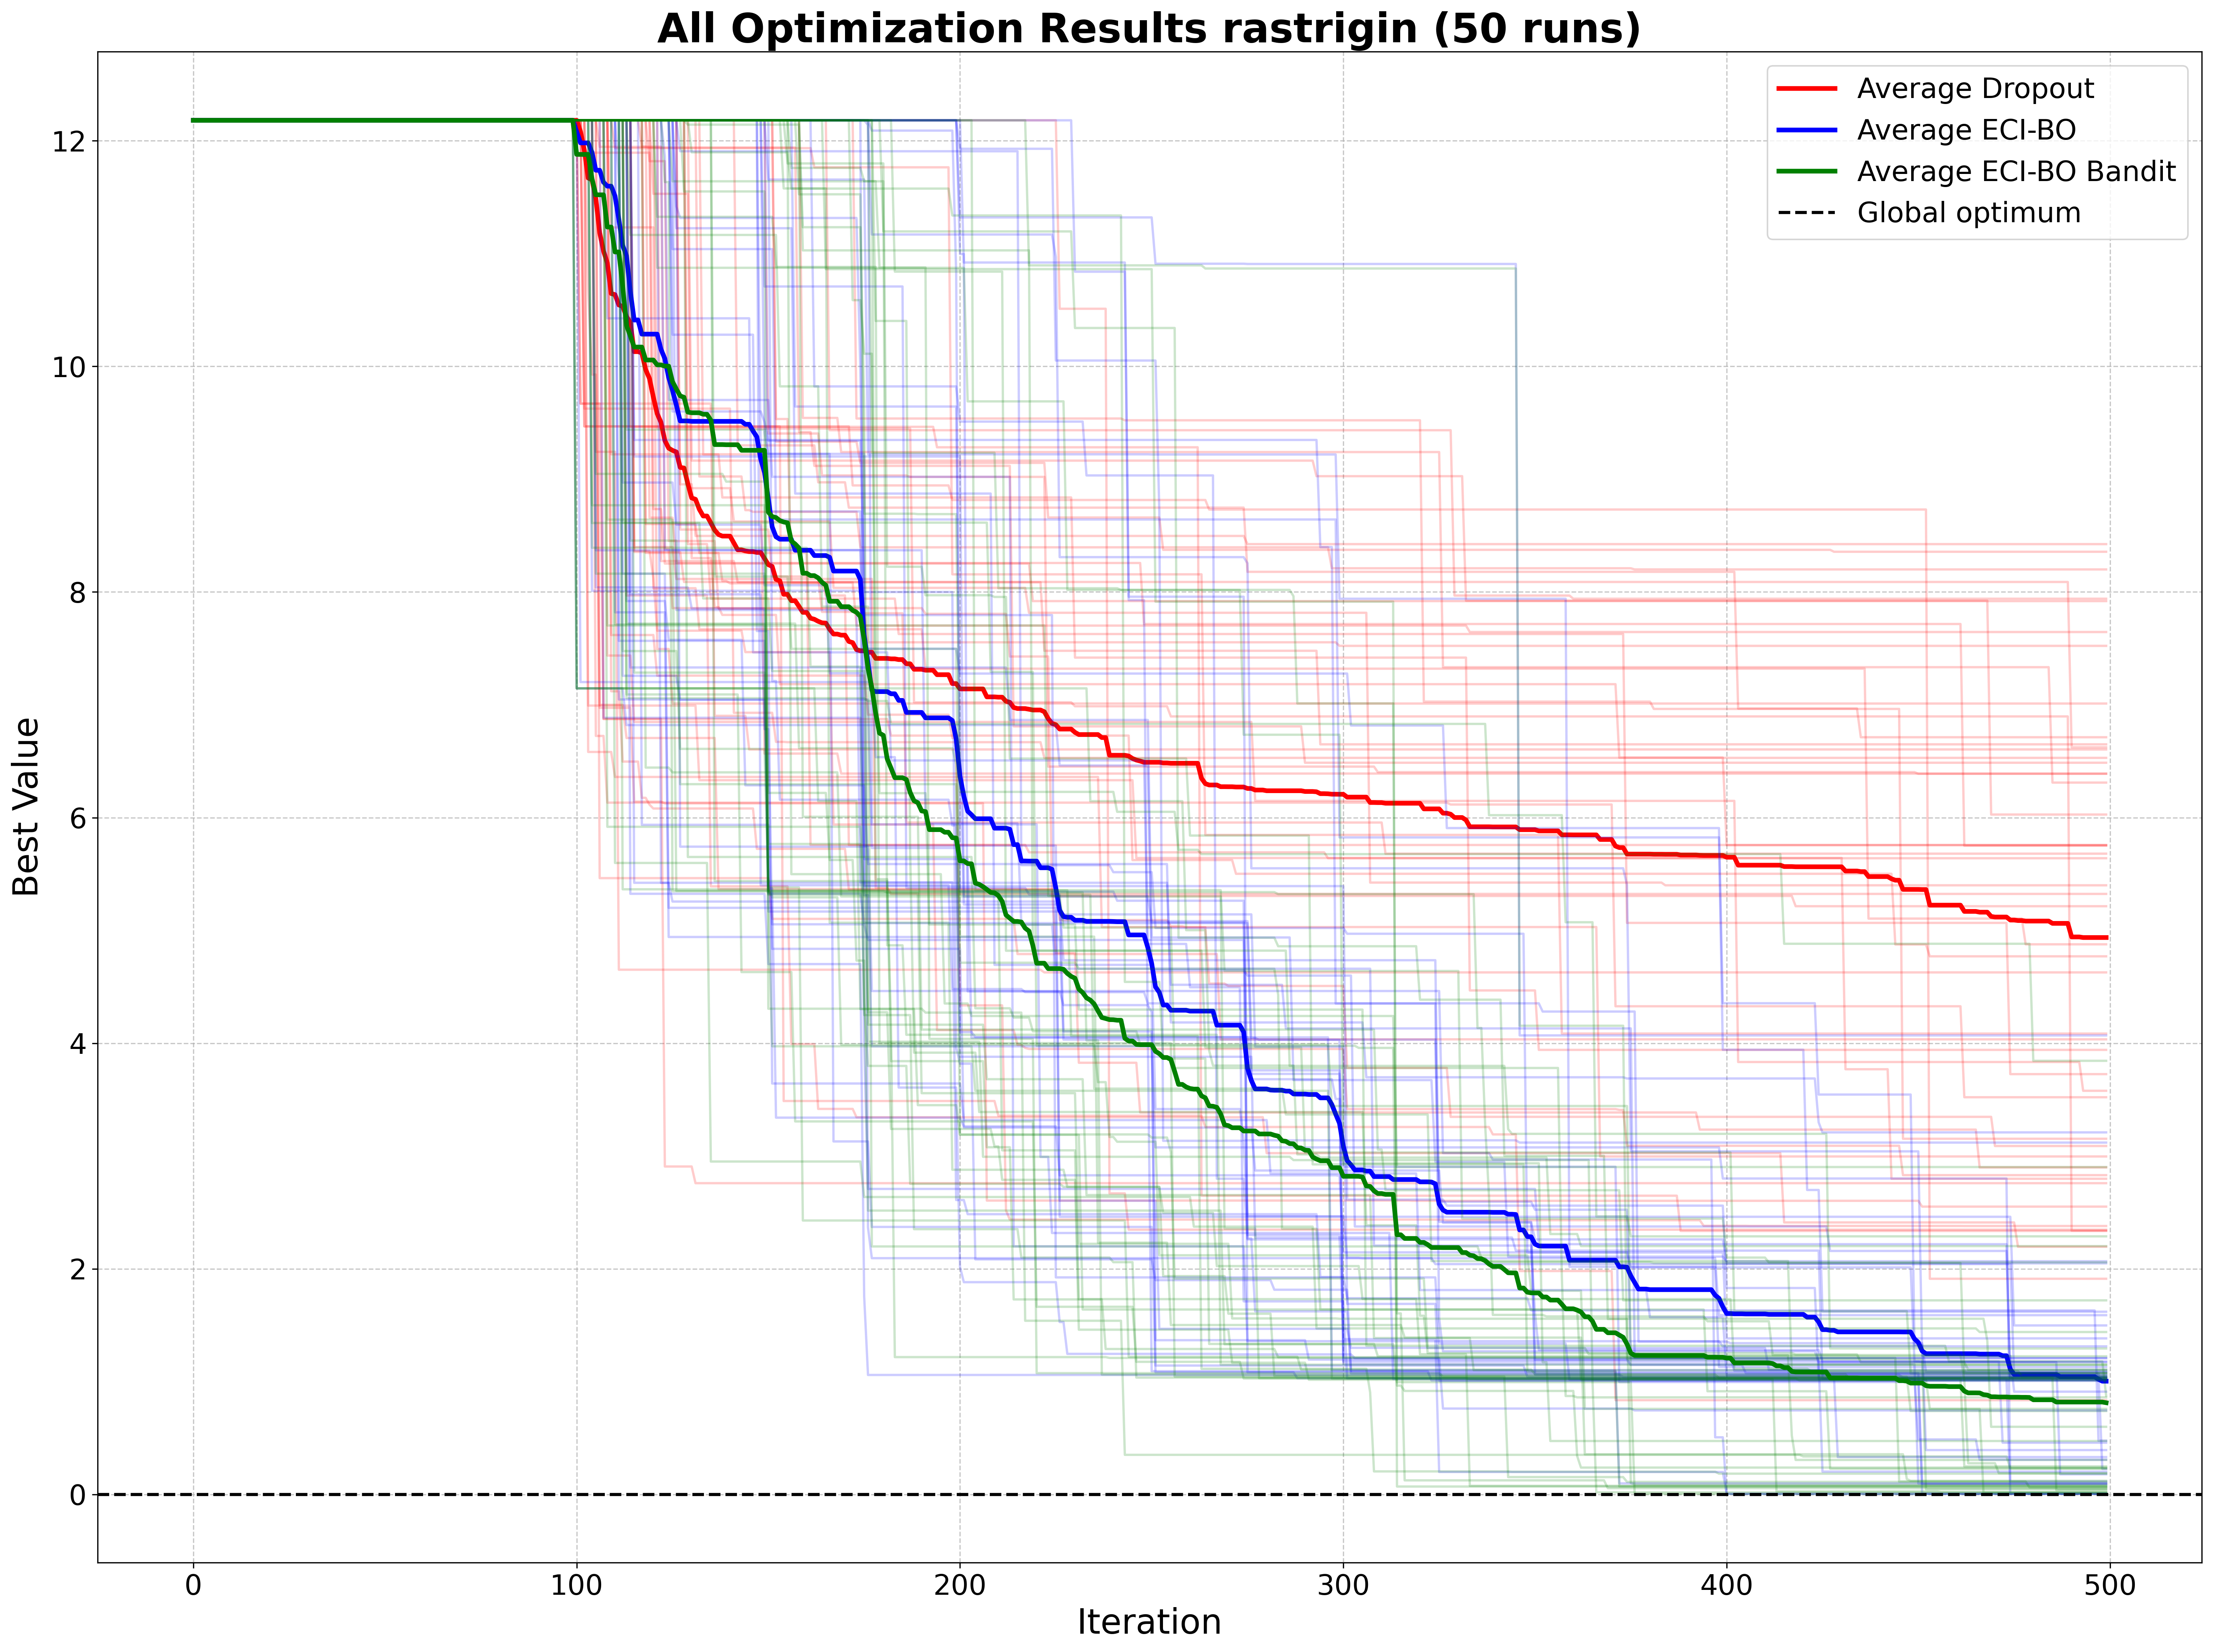 All Optimization Results rastrigin (50 runs)
Average Dropout
Average ECI-BO
Average ECI-BO Bandit
Global optimum
Best Value
12
10
8
6
4
2
0
0 100 200 300 400 500
Iteration